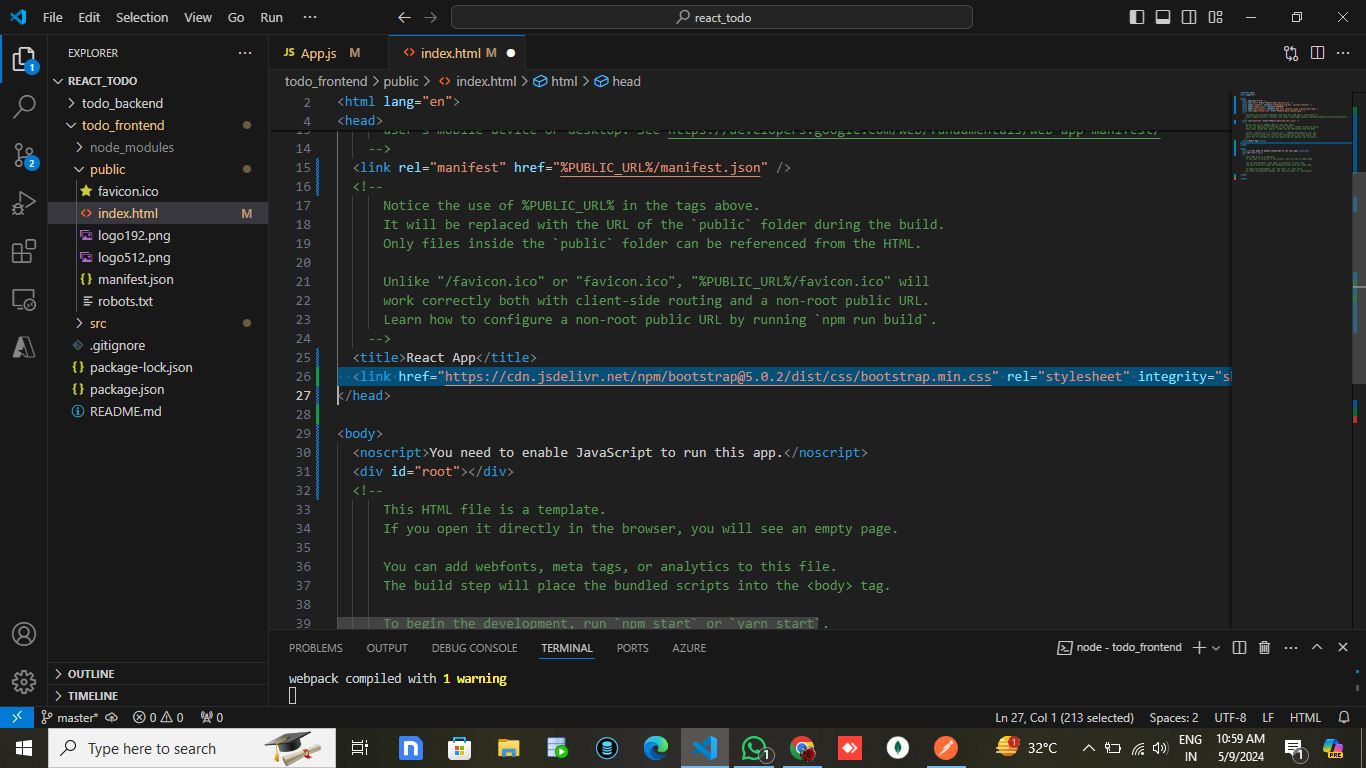 File Edit Selection View Go Run ··· react_todo
EXPLORER ···
REACT_TODO
todo_backend
todo_frontend
node_modules
public
favicon.ico
index.html M
logo192.png
logo512.png
manifest.json
robots.txt
src
.gitignore
package-lock.json
package.json
README.md
OUTLINE
TIMELINE
1
2
JS App.js M <> index.html M
todo_frontend > public > <> index.html > html > head
2 <html lang="en">
4 <head>
13 user's mobile device or desktop. See https://developers.google.com/web/fundamentals/web-app-manifest/
14 -->
15 <link rel="manifest" href="%PUBLIC_URL%/manifest.json" />
16 <!--
17 Notice the use of %PUBLIC_URL% in the tags above.
18 It will be replaced with the URL of the `public` folder during the build.
19 Only files inside the `public` folder can be referenced from the HTML.
20
21 Unlike "/favicon.ico" or "favicon.ico", "%PUBLIC_URL%/favicon.ico" will
22 work correctly both with client-side routing and a non-root public URL.
23 Learn how to configure a non-root public URL by running `npm run build`.
24 -->
25 <title>React App</title>
26 <link href="https://cdn.jsdelivr.net/npm/bootstrap@5.0.2/dist/css/bootstrap.min.css" rel="stylesheet" integrity="s
27 </head>
28
29 <body>
30 <noscript>You need to enable JavaScript to run this app.</noscript>
31 <div id="root"></div>
32 <!--
33 This HTML file is a template.
34 If you open it directly in the browser, you will see an empty page.
35
36 You can add webfonts, meta tags, or analytics to this file.
37 The build step will place the bundled scripts into the <body> tag.
38
39 To begin the development, run `npm start` or `yarn start`.
PROBLEMS OUTPUT DEBUG CONSOLE TERMINAL PORTS AZURE node - todo_frontend
webpack compiled with 1 warning
master* 0 0 0 Ln 27, Col 1 (213 selected) Spaces: 2 UTF-8 LF HTML
Type here to search 1 1 32°C ENG IN 10:59 AM 5/9/2024 1 PRE